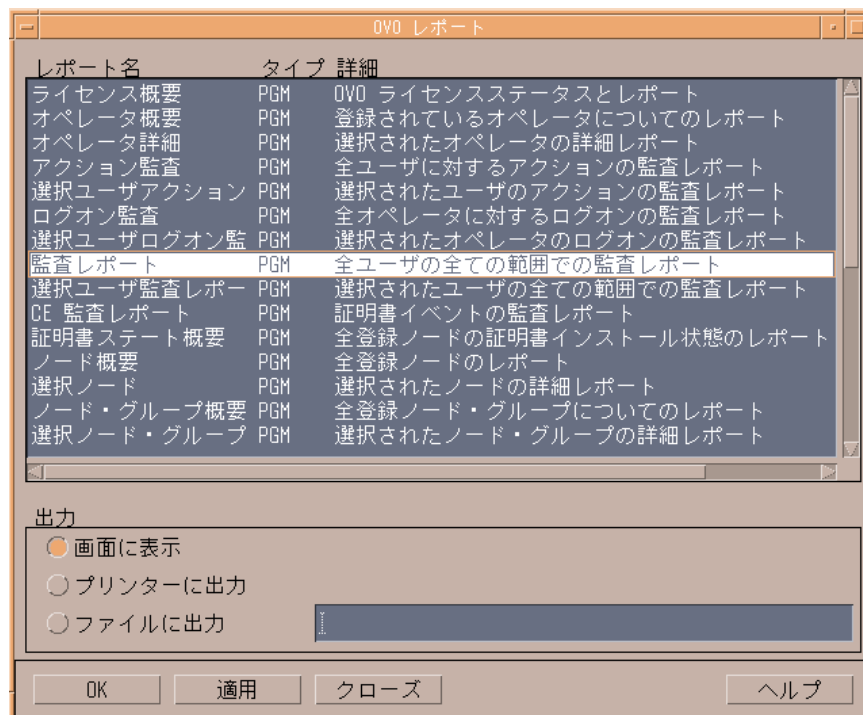 OVO レポート
レポート名 タイプ 詳細
ライセンス概要 PGM OVO ライセンスステータスとレポート
オペレータ概要 PGM 登録されているオペレータについてのレポート
オペレータ詳細 PGM 選択されたオペレータの詳細レポート
アクション監査 PGM 全ユーザに対するアクションの監査レポート
選択ユーザアクション PGM 選択されたユーザのアクションの監査レポート
ログオン監査 PGM 全オペレータに対するログオンの監査レポート
選択ユーザログオン監 PGM 選択されたオペレータのログオンの監査レポート
監査レポート PGM 全ユーザの全ての範囲での監査レポート
選択ユーザ監査レポー PGM 選択されたユーザの全ての範囲での監査レポート
CE 監査レポート PGM 証明書イベントの監査レポート
証明書ステート概要 PGM 全登録ノードの証明書インストール状態のレポート
ノード概要 PGM 全登録ノードのレポート
選択ノード PGM 選択されたノードの詳細レポート
ノード・グループ概要 PGM 全登録ノード・グループについてのレポート
選択ノード・グループ PGM 選択されたノード・グループの詳細レポート
出力
画面に表示
プリンターに出力
ファイルに出力
OK 適用 クローズ ヘルプ